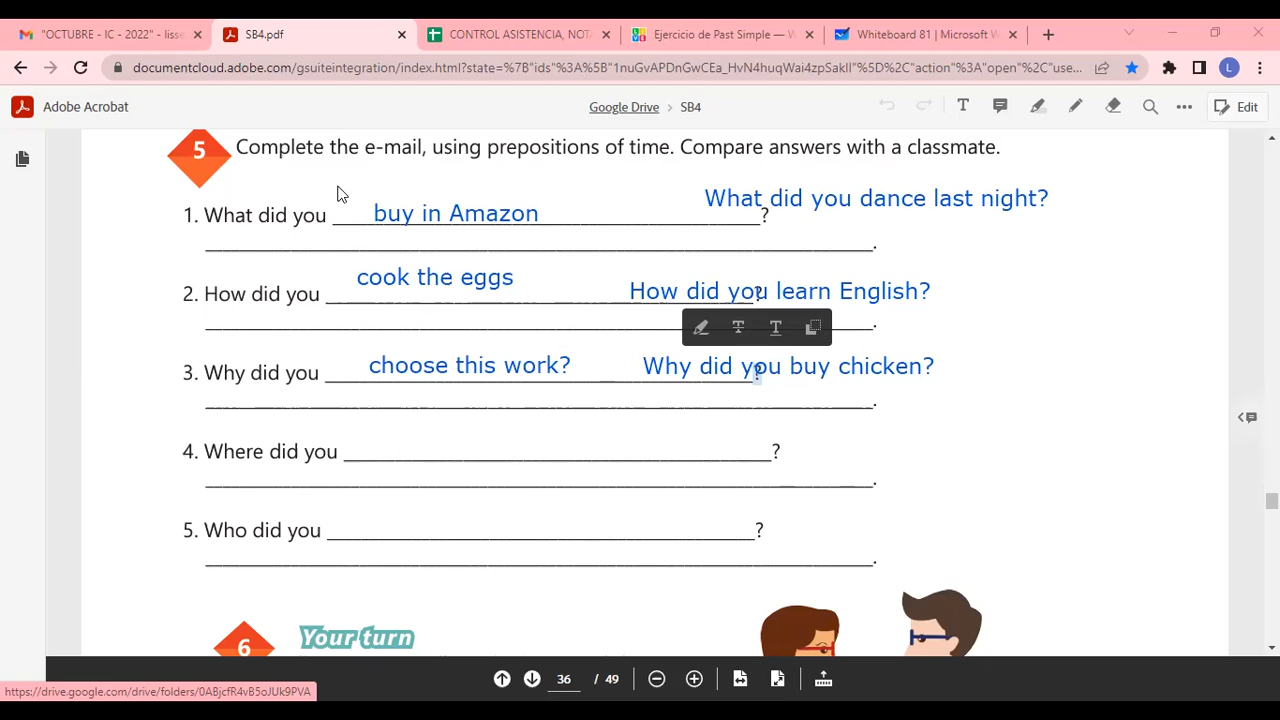 "OCTUBRE - IC - 2022" - lisse
SB4.pdf
CONTROL ASISTENCIA, NOTA
Ejercicio de Past Simple — W
Whiteboard 81 | Microsoft W
documentcloud.adobe.com/gsuiteintegration/index.html?state=%7B"ids"%3A%5B"1nuGvAPDnGwCEa_HvN4huqWai4zpSakIl"%5D%2C"action"%3A"open"%2C"use...
L
Adobe Acrobat
Google Drive
SB4
Edit
5
Complete the e-mail, using prepositions of time. Compare answers with a classmate.
What did you dance last night?
1. What did you buy in Amazon ?
cook the eggs
2. How did you ?
How did you learn English?
choose this work?
Why did you buy chicken?
3. Why did you ?
4. Where did you ?
5. Who did you ?
6
Your turn
36 / 49
https://drive.google.com/drive/folders/0ABjcfR4vB5oJUk9PVA